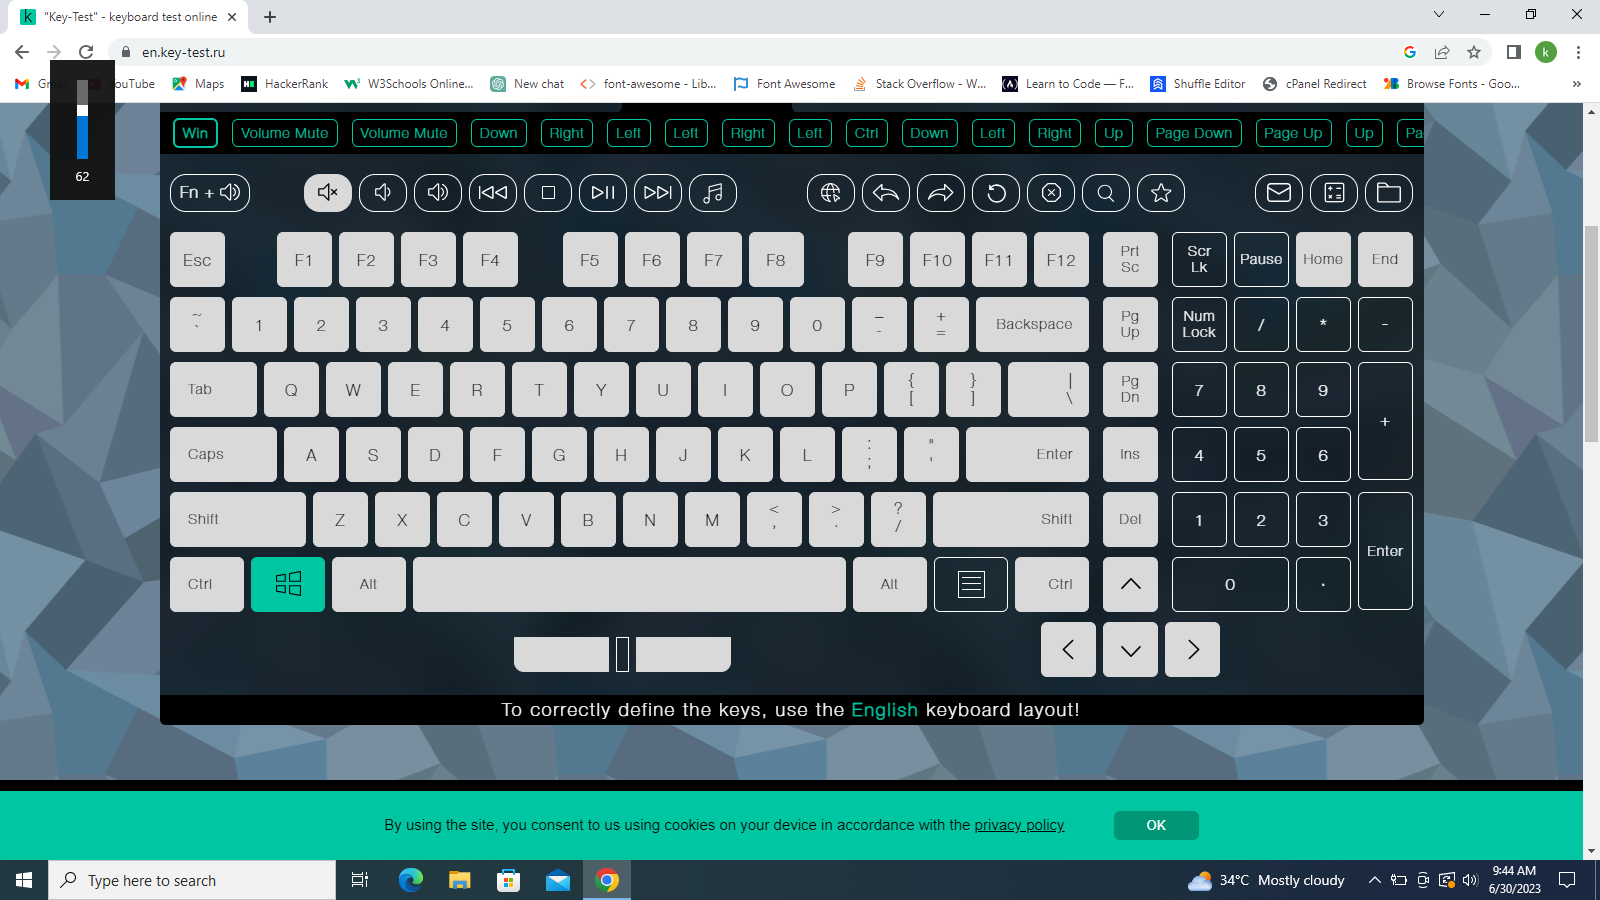 "Key-Test" - keyboard test online
en.key-test.ru
k
YouTube Maps HackerRank W3Schools Online... New chat font-awesome - Lib... Font Awesome Stack Overflow - W... Learn to Code — F... Shuffle Editor cPanel Redirect Browse Fonts - Goo... »
62
Win Volume Mute Volume Mute Down Right Left Left Right Left Ctrl Down Left Right Up Page Down Page Up Up
Fn +
Esc F1 F2 F3 F4 F5 F6 F7 F8 F9 F10 F11 F12 Prt Sc Scr Lk Pause Home End
~ ` 1 2 3 4 5 6 7 8 9 0 _ - + = Backspace Pg Up Num Lock / * -
Tab Q W E R T Y U I O P { [ } ] | \ Pg Dn 7 8 9 +
Caps A S D F G H J K L : ; " ' Enter Ins 4 5 6
Shift Z X C V B N M < , > . ? / Shift Del 1 2 3 Enter
Ctrl Alt Alt Ctrl 0 .
To correctly define the keys, use the English keyboard layout!
By using the site, you consent to us using cookies on your device in accordance with the privacy policy OK
Type here to search
34°C Mostly cloudy
9:44 AM
6/30/2023